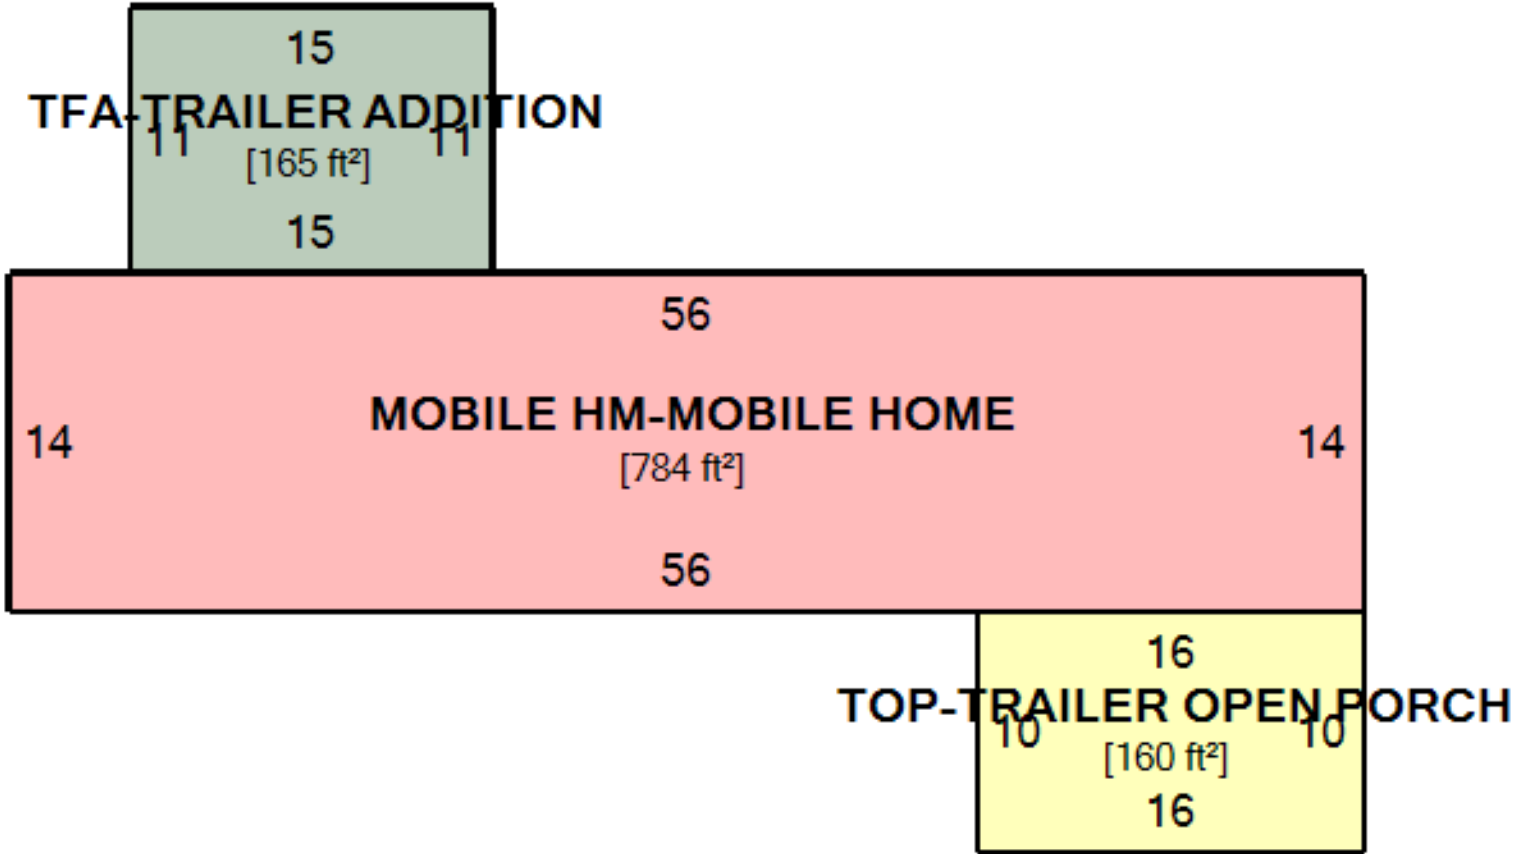 15
TFA-TRAILER ADDITION
11 11
[165 ft²]
15
56
MOBILE HM-MOBILE HOME
14 14
[784 ft²]
56
16
TOP-TRAILER OPEN PORCH
10 10
[160 ft²]
16